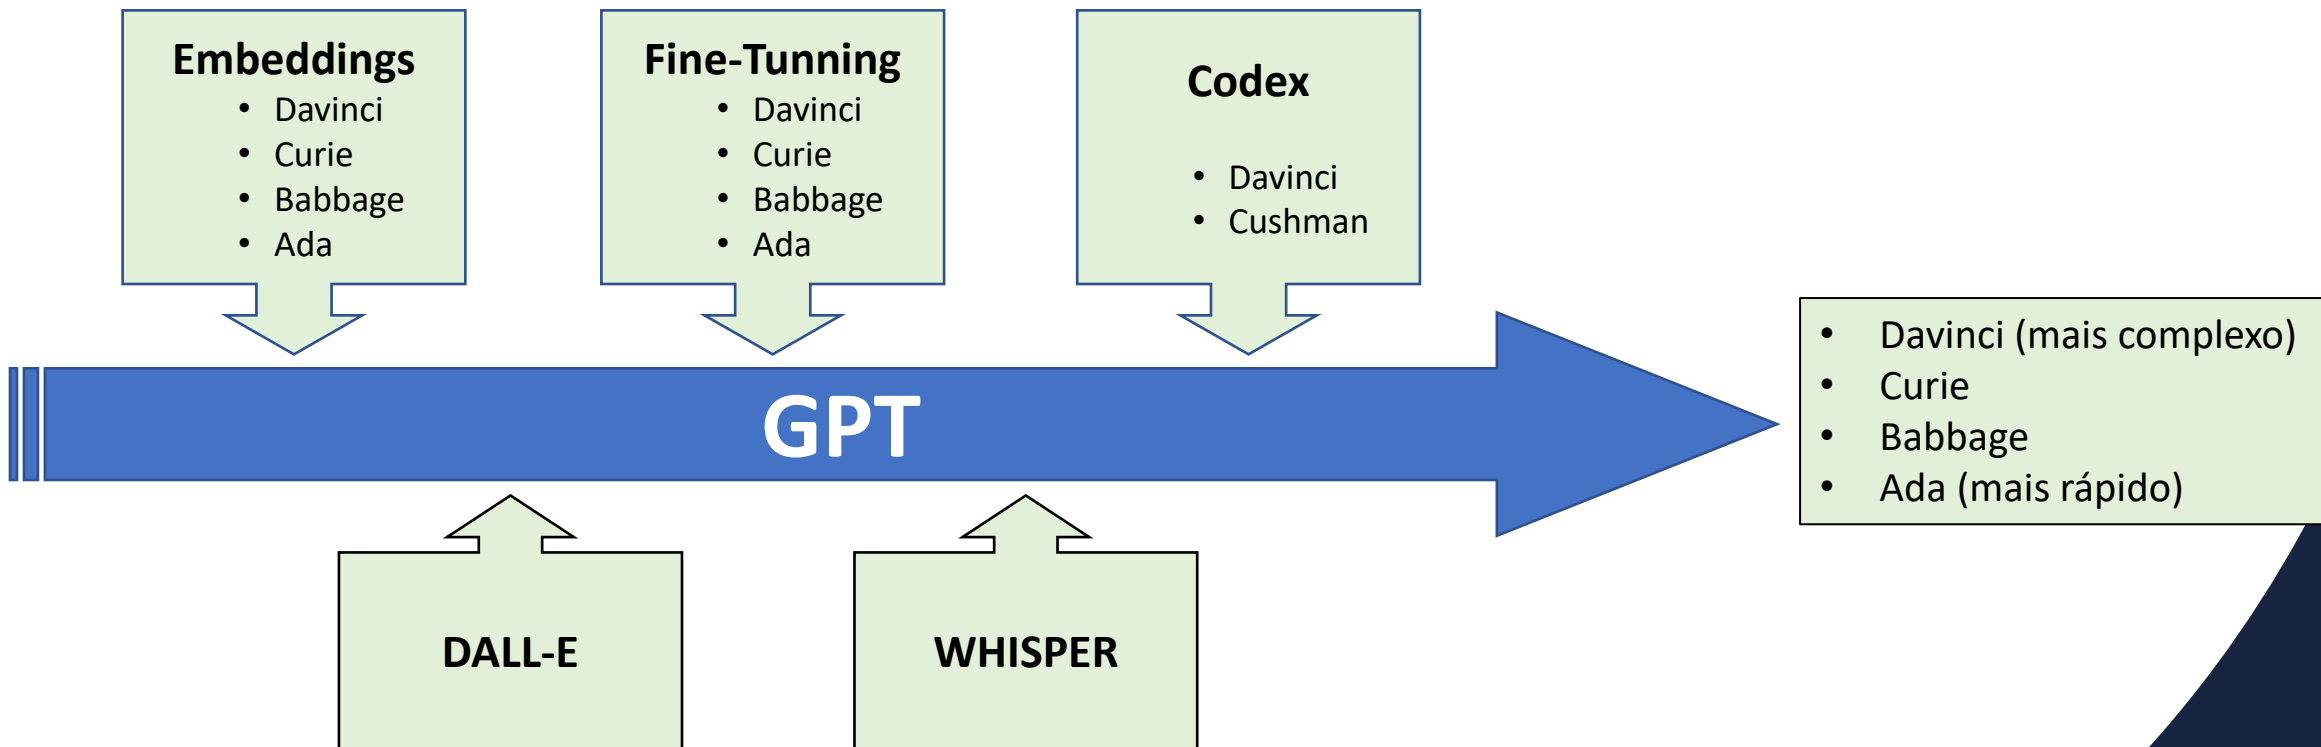 Embeddings
• Davinci
• Curie
• Babbage
• Ada
Fine-Tunning
• Davinci
• Curie
• Babbage
• Ada
Codex
• Davinci
• Cushman
GPT
• Davinci (mais complexo)
• Curie
• Babbage
• Ada (mais rápido)
DALL-E
WHISPER